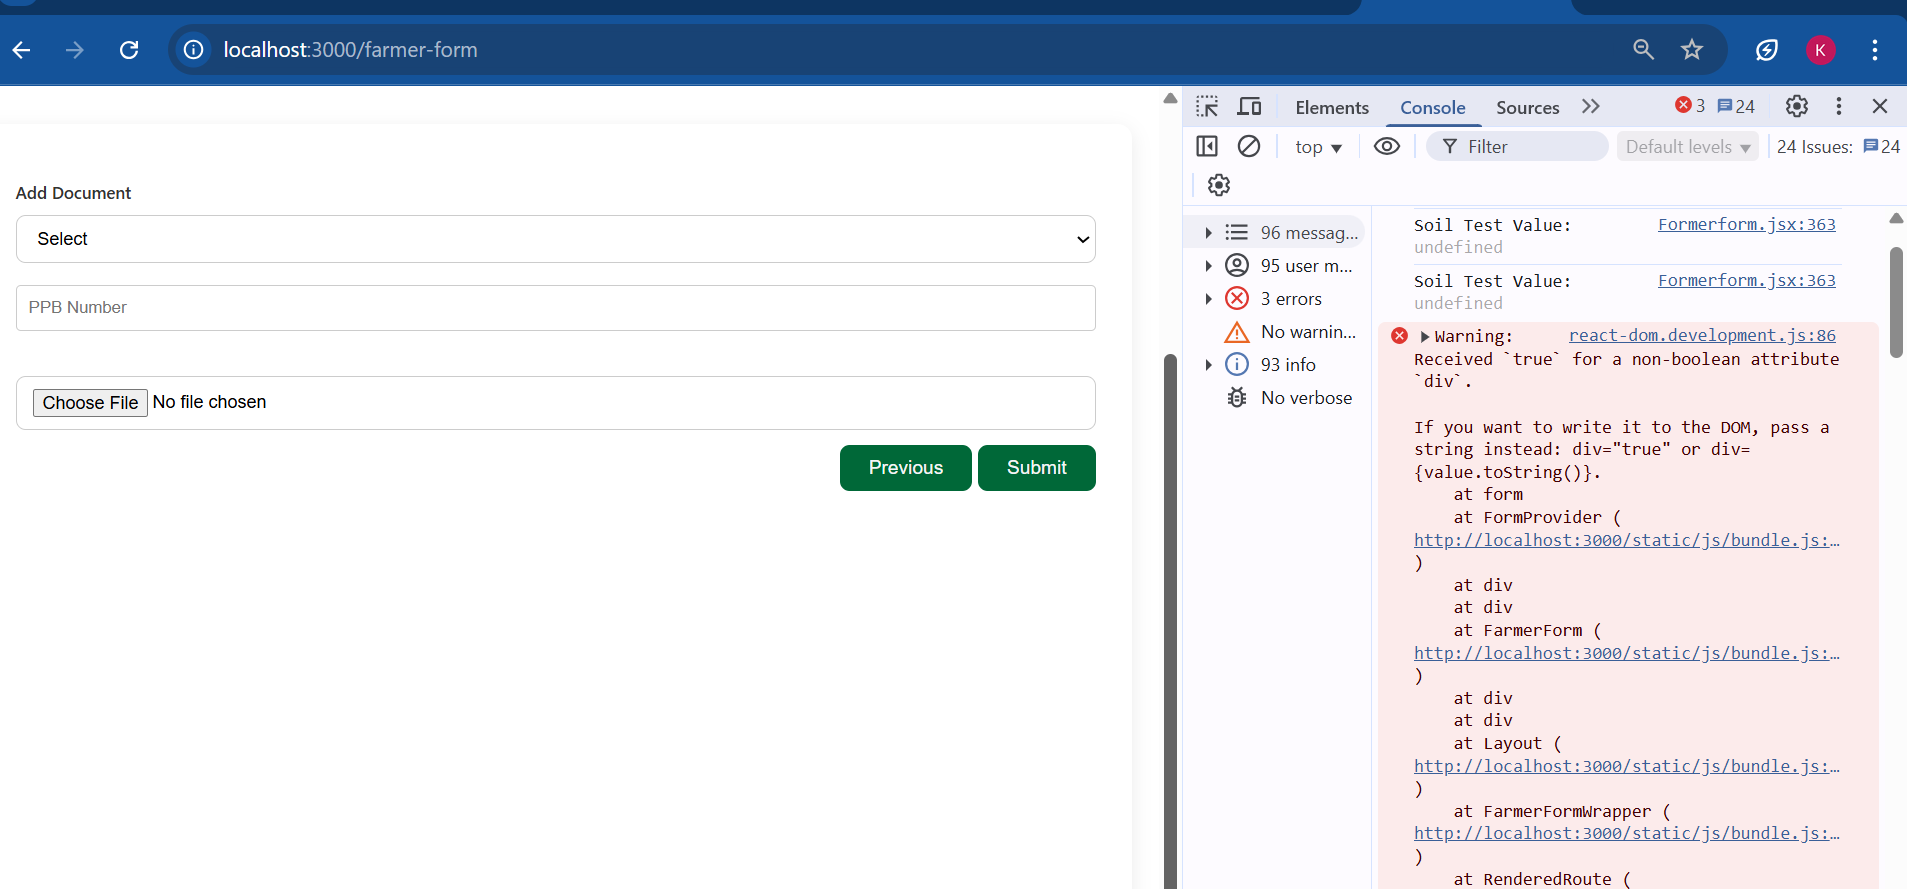 localhost:3000/farmer-form
K
Elements
Console
Sources
3
24
top
Filter
Default levels
24 Issues:
24
Add Document
Select
PPB Number
Choose File
No file chosen
Previous
Submit
96 messag...
95 user m...
3 errors
No warnin...
93 info
No verbose
Soil Test Value: Formerform.jsx:363
undefined
Soil Test Value: Formerform.jsx:363
undefined
Warning: react-dom.development.js:86
Received `true` for a non-boolean attribute
`div`.
If you want to write it to the DOM, pass a
string instead: div="true" or div=
{value.toString()}.
at form
at FormProvider (
http://localhost:3000/static/js/bundle.js:…
)
at div
at div
at FarmerForm (
http://localhost:3000/static/js/bundle.js:…
)
at div
at div
at Layout (
http://localhost:3000/static/js/bundle.js:…
)
at FarmerFormWrapper (
http://localhost:3000/static/js/bundle.js:…
)
at RenderedRoute (